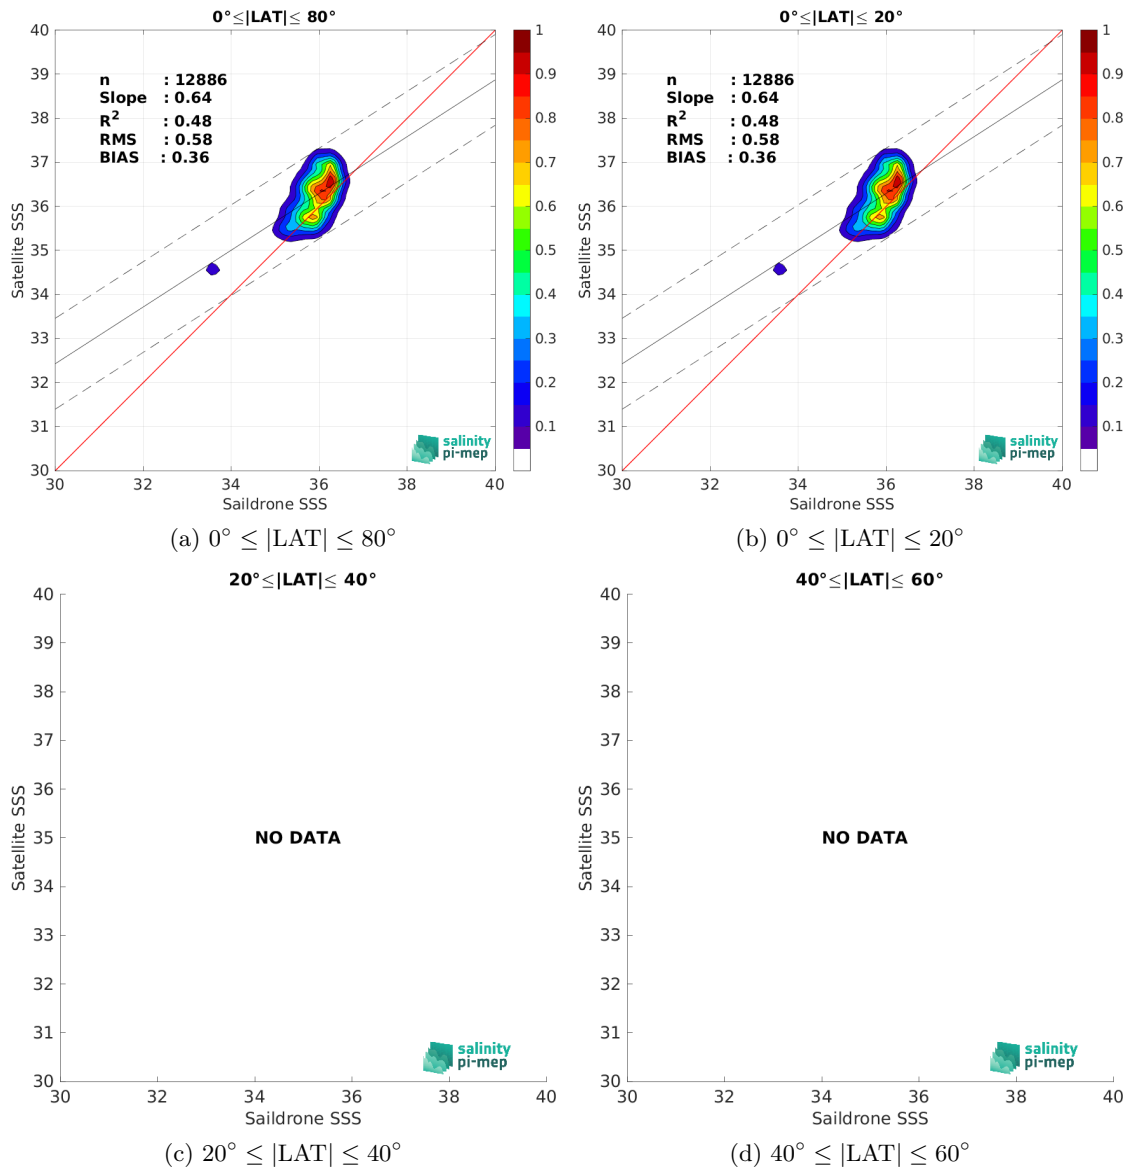 0°≤|LAT|≤ 80°
n : 12886
Slope : 0.64
R² : 0.48
RMS : 0.58
BIAS : 0.36
40
39
38
37
36
35
34
33
32
31
30
Satellite SSS
30 32 34 36 38 40
Saildrone SSS
1
0.9
0.8
0.7
0.6
0.5
0.4
0.3
0.2
0.1
salinity
pi-mep
(a) 0° ≤ |LAT| ≤ 80°
0°≤|LAT|≤ 20°
n : 12886
Slope : 0.64
R² : 0.48
RMS : 0.58
BIAS : 0.36
40
39
38
37
36
35
34
33
32
31
30
Satellite SSS
30 32 34 36 38 40
Saildrone SSS
1
0.9
0.8
0.7
0.6
0.5
0.4
0.3
0.2
0.1
salinity
pi-mep
(b) 0° ≤ |LAT| ≤ 20°
20°≤|LAT|≤ 40°
40
39
38
37
36
35
34
33
32
31
30
Satellite SSS
NO DATA
salinity
pi-mep
30 32 34 36 38 40
Saildrone SSS
(c) 20° ≤ |LAT| ≤ 40°
40°≤|LAT|≤ 60°
40
39
38
37
36
35
34
33
32
31
30
Satellite SSS
NO DATA
salinity
pi-mep
30 32 34 36 38 40
Saildrone SSS
(d) 40° ≤ |LAT| ≤ 60°